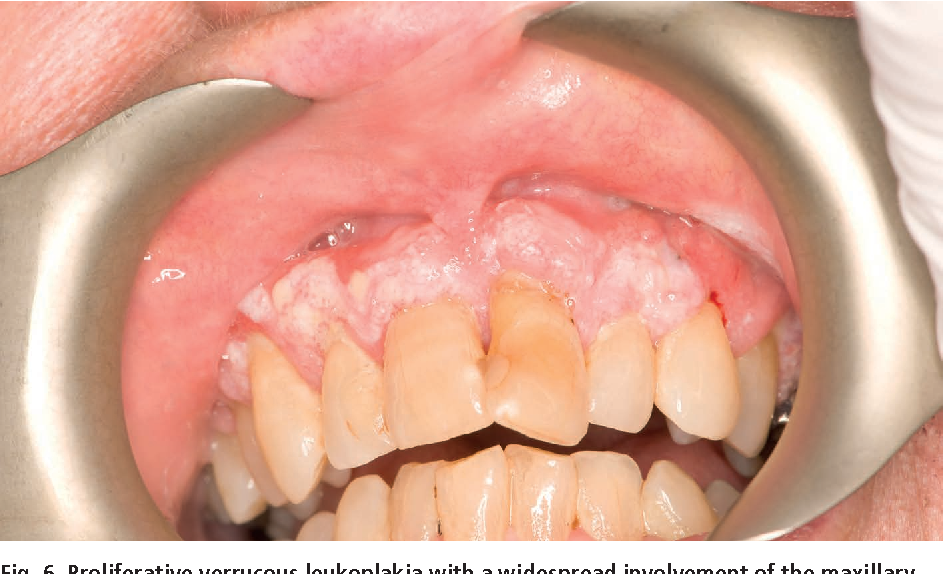 Fig. 6 Proliferative verrucous leukoplakia with a widespread involvement of the maxillary